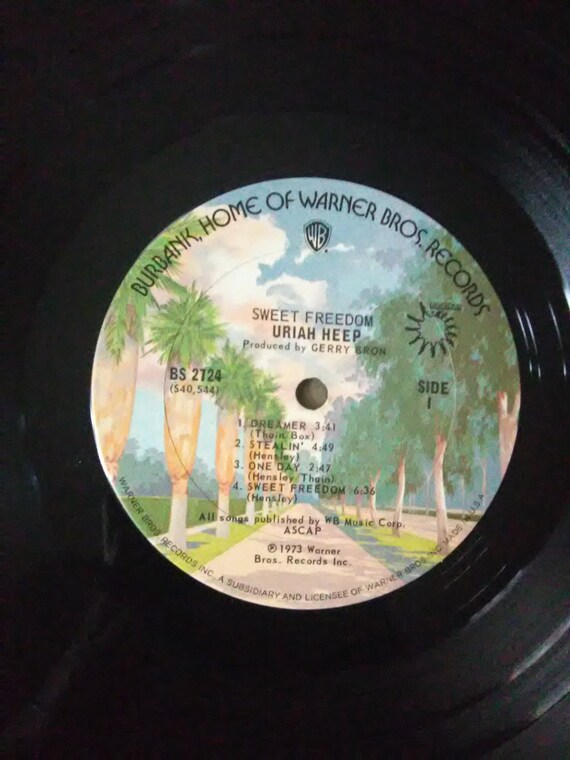 BURBANK, HOME OF WARNER BROS. RECORDS
WB
SWEET FREEDOM
URIAH HEEP
Produced by GERRY BRON
BS 2724
(S40,544)
SIDE
1
1. DREAMER 3:41
(Thain Box)
2. STEALIN' 4:49
(Hensley)
3. ONE DAY 2:47
(Hensley Thain)
4. SWEET FREEDOM 6:36
(Hensley)
All songs published by WB Music Corp.
ASCAP
℗ 1973 Warner
Bros. Records Inc.
WARNER BROS. RECORDS INC. A SUBSIDIARY AND LICENSEE OF WARNER BROS. INC. MADE IN U.S.A.